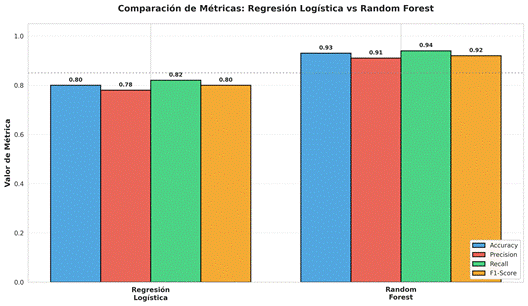 Comparación de Métricas: Regresión Logística vs Random Forest
Valor de Métrica
1.0
0.8
0.6
0.4
0.2
0.0
0.80
0.78
0.82
0.80
0.93
0.91
0.94
0.92
Regresión
Logística
Random
Forest
Accuracy
Precision
Recall
F1-Score